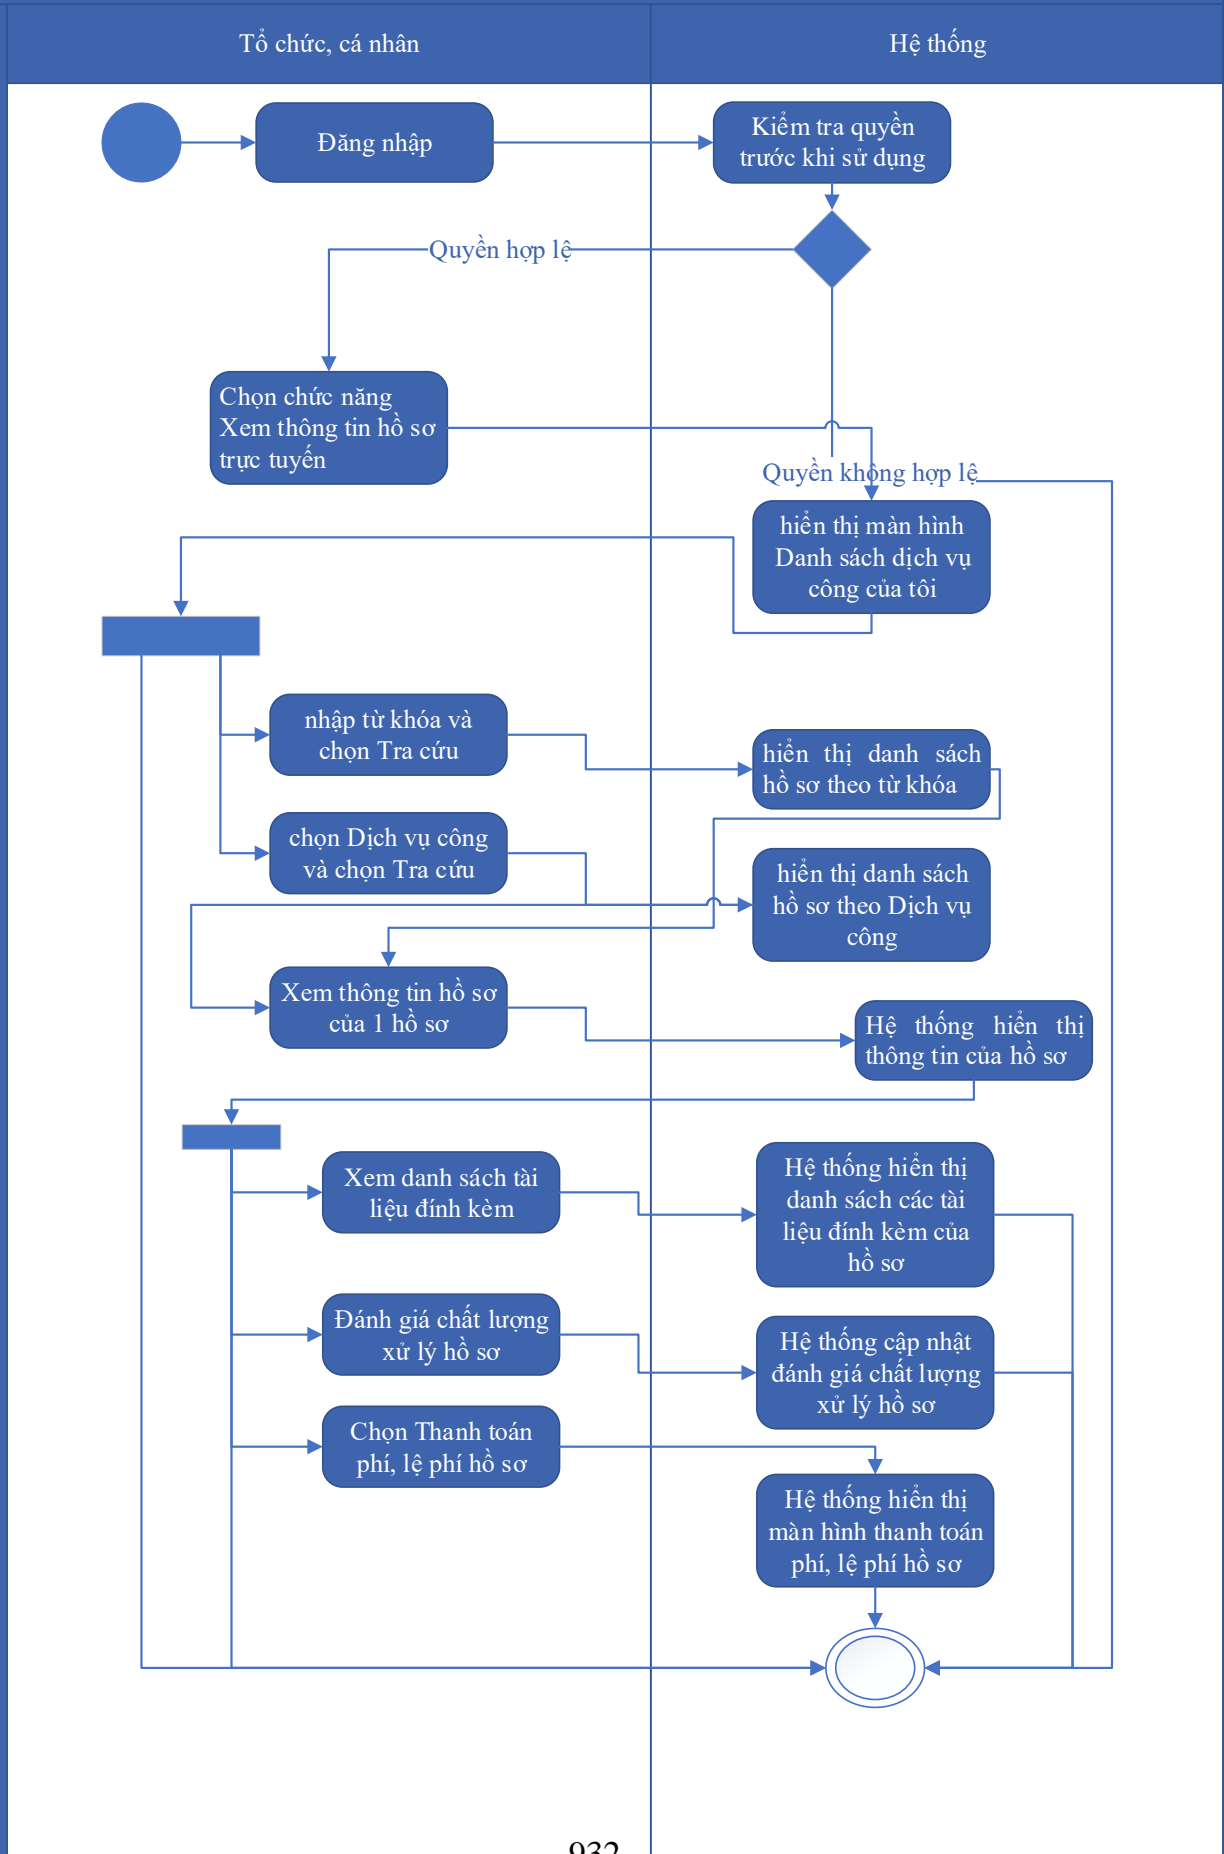 Tổ chức, cá nhân
Hệ thống
Đăng nhập
Kiểm tra quyền
trước khi sử dụng
Quyền hợp lệ
Chọn chức năng
Xem thông tin hồ sơ
trực tuyến
Quyền không hợp lệ
hiển thị màn hình
Danh sách dịch vụ
công của tôi
nhập từ khóa và
chọn Tra cứu
hiển thị danh sách
hồ sơ theo từ khóa
chọn Dịch vụ công
và chọn Tra cứu
hiển thị danh sách
hồ sơ theo Dịch vụ
công
Xem thông tin hồ sơ
của 1 hồ sơ
Hệ thống hiển thị
thông tin của hồ sơ
Xem danh sách tài
liệu đính kèm
Hệ thống hiển thị
danh sách các tài
liệu đính kèm của
hồ sơ
Đánh giá chất lượng
xử lý hồ sơ
Hệ thống cập nhật
đánh giá chất lượng
xử lý hồ sơ
Chọn Thanh toán
phí, lệ phí hồ sơ
Hệ thống hiển thị
màn hình thanh toán
phí, lệ phí hồ sơ
932